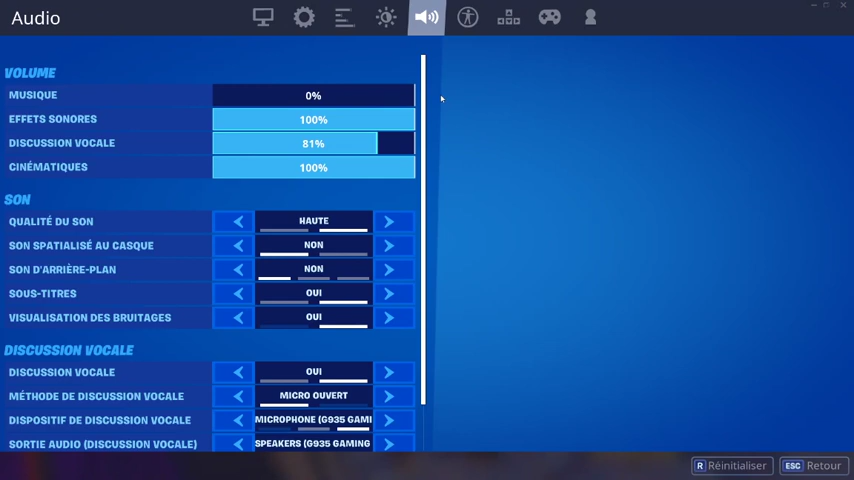 Audio
VOLUME
MUSIQUE 0%
EFFETS SONORES 100%
DISCUSSION VOCALE 81%
CINÉMATIQUES 100%
SON
QUALITÉ DU SON HAUTE
SON SPATIALISÉ AU CASQUE NON
SON D'ARRIÈRE-PLAN NON
SOUS-TITRES OUI
VISUALISATION DES BRUITAGES OUI
DISCUSSION VOCALE
DISCUSSION VOCALE OUI
MÉTHODE DE DISCUSSION VOCALE MICRO OUVERT
DISPOSITIF DE DISCUSSION VOCALE MICROPHONE (G935 GAMI
SORTIE AUDIO (DISCUSSION VOCALE) SPEAKERS (G935 GAMING
R Réinitialiser ESC Retour